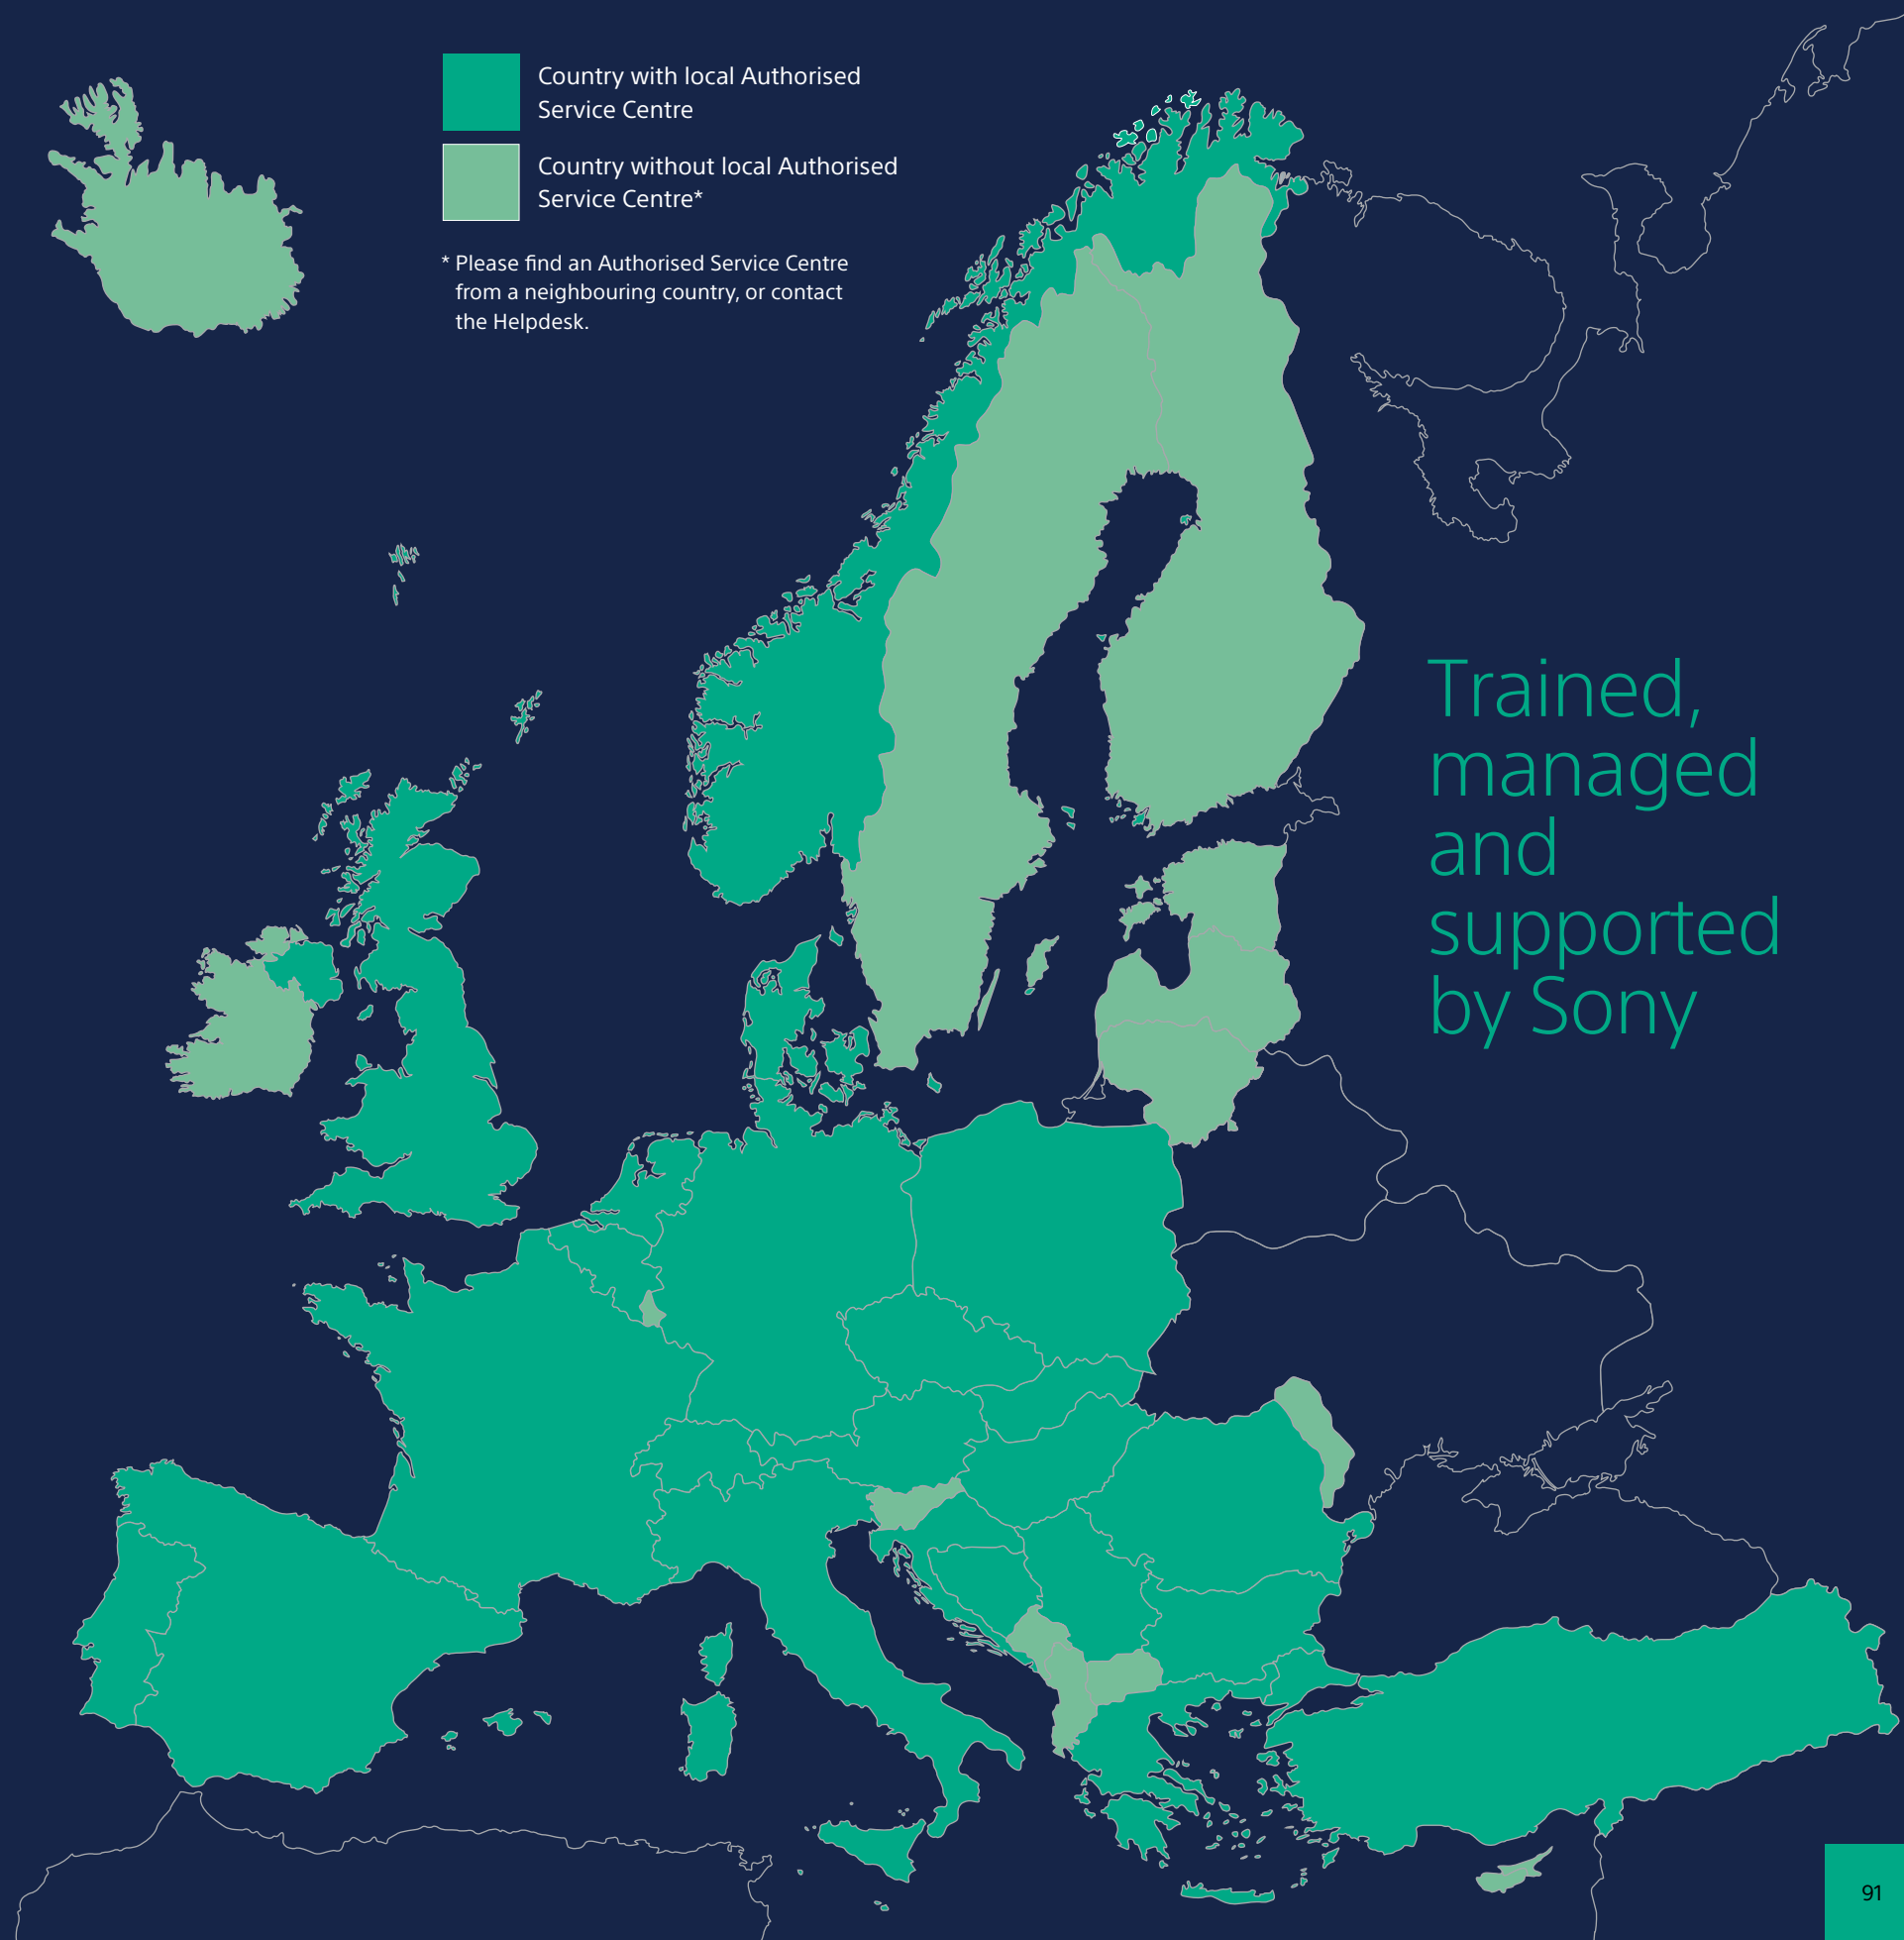 Country with local Authorised
Service Centre
Country without local Authorised
Service Centre*
* Please find an Authorised Service Centre
from a neighbouring country, or contact
the Helpdesk.
Trained,
managed
and
supported
by Sony
91